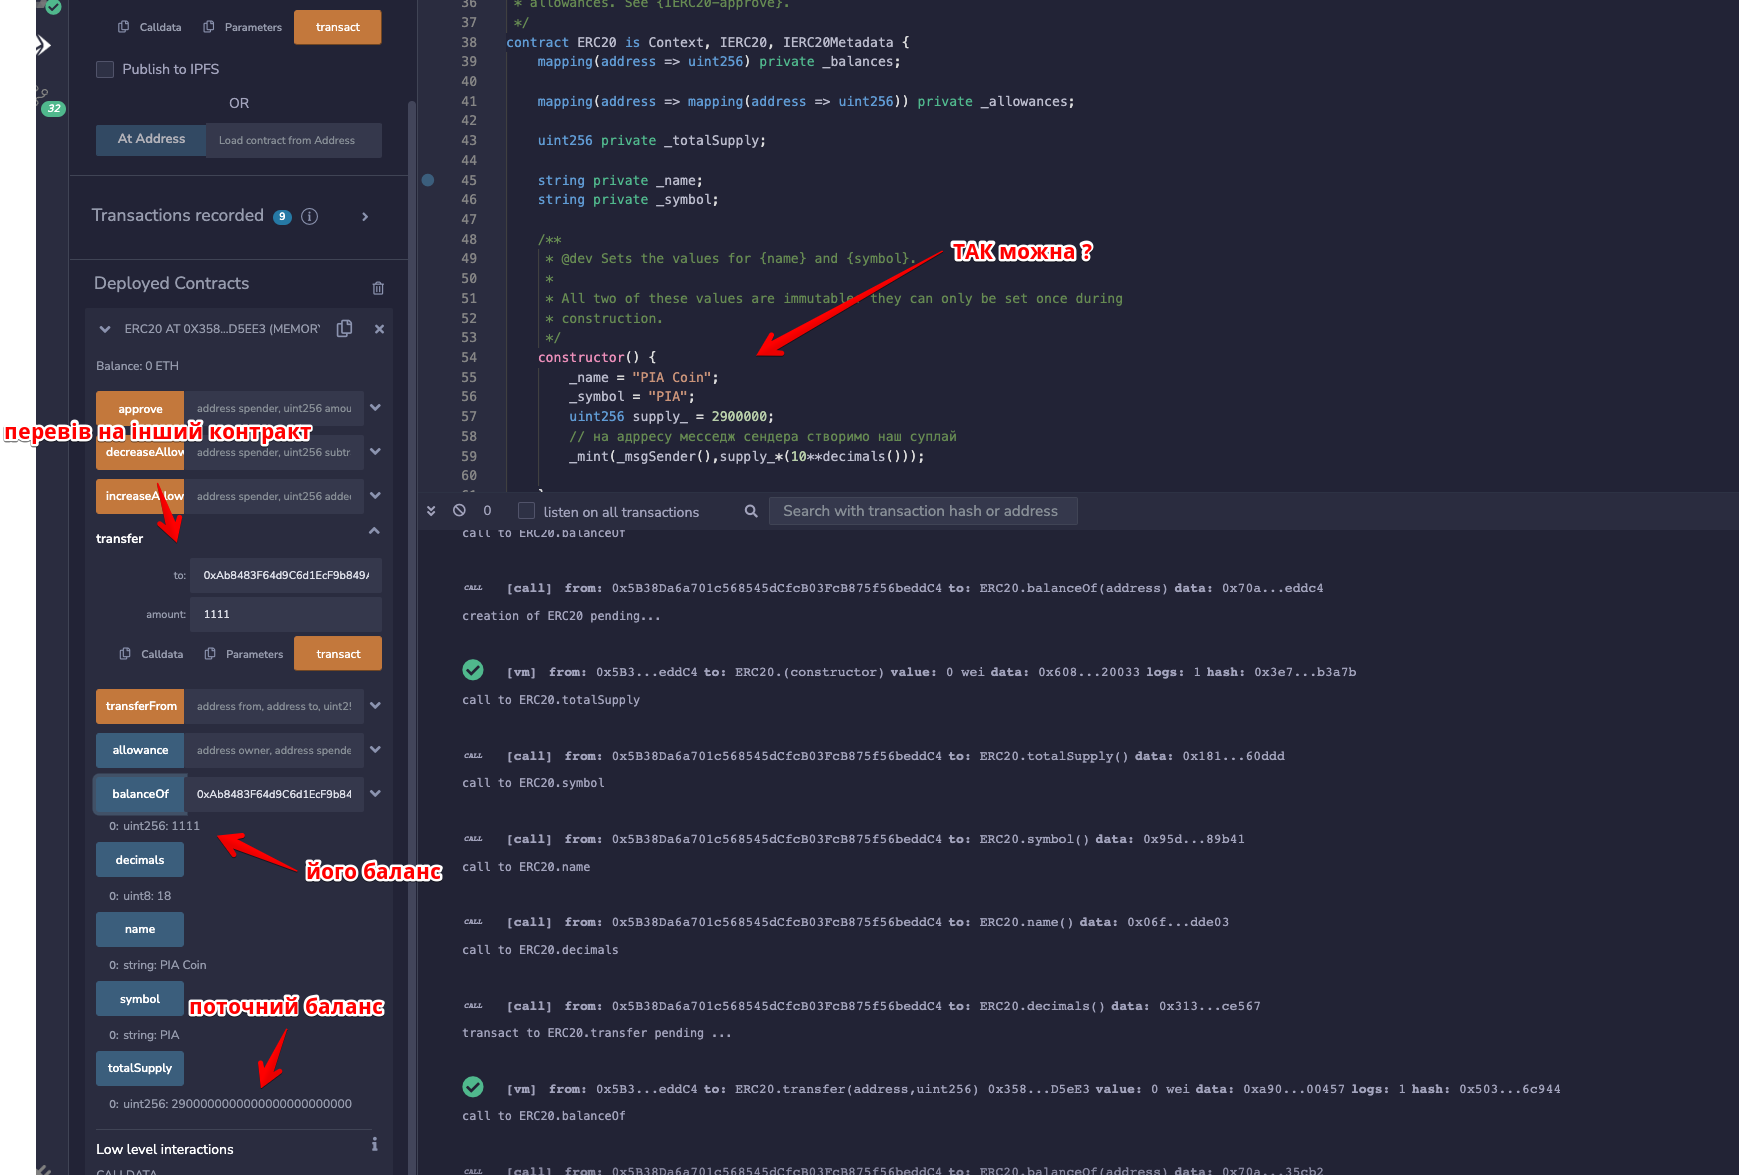 32
Calldata
Parameters
transact
Publish to IPFS
OR
At Address
Load contract from Address
Transactions recorded 9 i
Deployed Contracts
ERC20 AT 0X358...D5EE3 (MEMOR
Balance: 0 ETH
approve
address spender, uint256 amou
перевів на інший контракт
decreaseAllow
address spender, uint256 subtr
increaseAllow
address spender, uint256 adde
transfer
to:
0xAb8483F64d9C6d1EcF9b849A
amount:
1111
Calldata
Parameters
transact
transferFrom
address from, address to, uint2
allowance
address owner, address spende
balanceOf
0xAb8483F64d9C6d1EcF9b84
0: uint256: 1111
його баланс
decimals
0: uint8: 18
name
0: string: PIA Coin
symbol
поточний баланс
0: string: PIA
totalSupply
0: uint256: 2900000000000000000000000
Low level interactions
i
CALLDATA
36 * allowances. See {IERC20-approve}.
37 */
38 contract ERC20 is Context, IERC20, IERC20Metadata {
39 mapping(address => uint256) private _balances;
40
41 mapping(address => mapping(address => uint256)) private _allowances;
42
43 uint256 private _totalSupply;
44
45 string private _name;
46 string private _symbol;
47
48 /**
ТАК можна ?
49 * @dev Sets the values for {name} and {symbol}.
50 *
51 * All two of these values are immutable they can only be set once during
52 * construction.
53 */
54 constructor() {
55 _name = "PIA Coin";
56 _symbol = "PIA";
57 uint256 supply_ = 2900000;
58 // на адрресу месседж сендера створимо наш суплай
59 _mint(_msgSender(),supply_*(10**decimals()));
60
0
listen on all transactions
Search with transaction hash or address
call to ERC20.balanceOf
CALL [call] from: 0x5B38Da6a701c568545dCfcB03FcB875f56beddC4 to: ERC20.balanceOf(address) data: 0x70a...eddc4
creation of ERC20 pending...
[vm] from: 0x5B3...eddC4 to: ERC20.(constructor) value: 0 wei data: 0x608...20033 logs: 1 hash: 0x3e7...b3a7b
call to ERC20.totalSupply
CALL [call] from: 0x5B38Da6a701c568545dCfcB03FcB875f56beddC4 to: ERC20.totalSupply() data: 0x181...60ddd
call to ERC20.symbol
CALL [call] from: 0x5B38Da6a701c568545dCfcB03FcB875f56beddC4 to: ERC20.symbol() data: 0x95d...89b41
call to ERC20.name
CALL [call] from: 0x5B38Da6a701c568545dCfcB03FcB875f56beddC4 to: ERC20.name() data: 0x06f...dde03
call to ERC20.decimals
CALL [call] from: 0x5B38Da6a701c568545dCfcB03FcB875f56beddC4 to: ERC20.decimals() data: 0x313...ce567
transact to ERC20.transfer pending ...
[vm] from: 0x5B3...eddC4 to: ERC20.transfer(address,uint256) 0x358...D5eE3 value: 0 wei data: 0xa90...00457 logs: 1 hash: 0x503...6c944
call to ERC20.balanceOf
CALL [call] from: 0x5B38Da6a701c568545dCfcB03FcB875f56beddC4 to: ERC20.balanceOf(address) data: 0x70a...35cb2